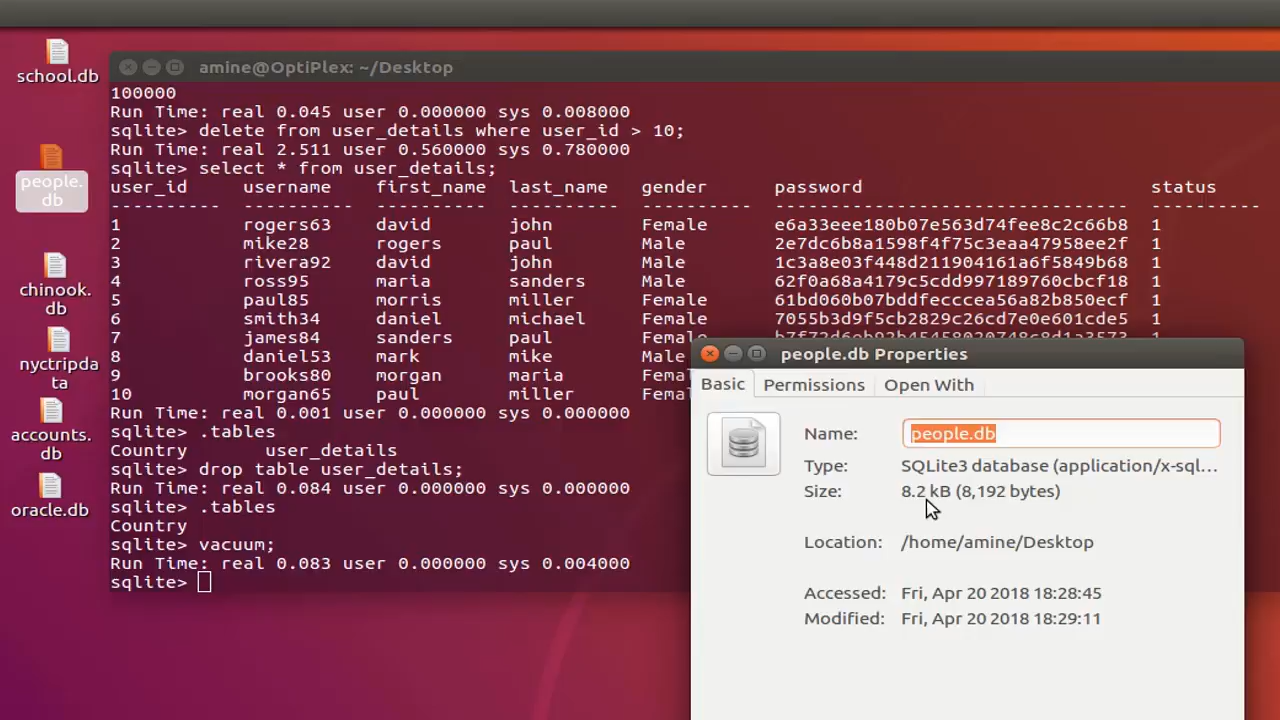 school.db
people.
db
chinook.
db
nyctripda
ta
accounts.
db
oracle.db
amine@OptiPlex: ~/Desktop
100000
Run Time: real 0.045 user 0.000000 sys 0.008000
sqlite> delete from user_details where user_id > 10;
Run Time: real 2.511 user 0.560000 sys 0.780000
sqlite> select * from user_details;
user_id username first_name last_name gender password status
---------- ---------- ---------- ---------- ---------- -------------------------------- ----------
1 rogers63 david john Female e6a33eee180b07e563d74fee8c2c66b8 1
2 mike28 rogers paul Male 2e7dc6b8a1598f4f75c3eaa47958ee2f 1
3 rivera92 david john Male 1c3a8e03f448d211904161a6f5849b68 1
4 ross95 maria sanders Male 62f0a68a4179c5cdd997189760cbcf18 1
5 paul85 morris miller Female 61bd060b07bddfecccea56a82b850ecf 1
6 smith34 daniel michael Female 7055b3d9f5cb2829c26cd7e0e601cde5 1
7 james84 sanders paul Female
8 daniel53 mark mike Male
9 brooks80 morgan maria Fema
10 morgan65 paul miller Fema
Run Time: real 0.001 user 0.000000 sys 0.000000
sqlite> .tables
Country user_details
sqlite> drop table user_details;
Run Time: real 0.084 user 0.000000 sys 0.000000
sqlite> .tables
Country
sqlite> vacuum;
Run Time: real 0.083 user 0.000000 sys 0.004000
sqlite>
people.db Properties
Basic Permissions Open With
Name: people.db
Type: SQLite3 database (application/x-sql...
Size: 8.2 kB (8,192 bytes)
Location: /home/amine/Desktop
Accessed: Fri, Apr 20 2018 18:28:45
Modified: Fri, Apr 20 2018 18:29:11